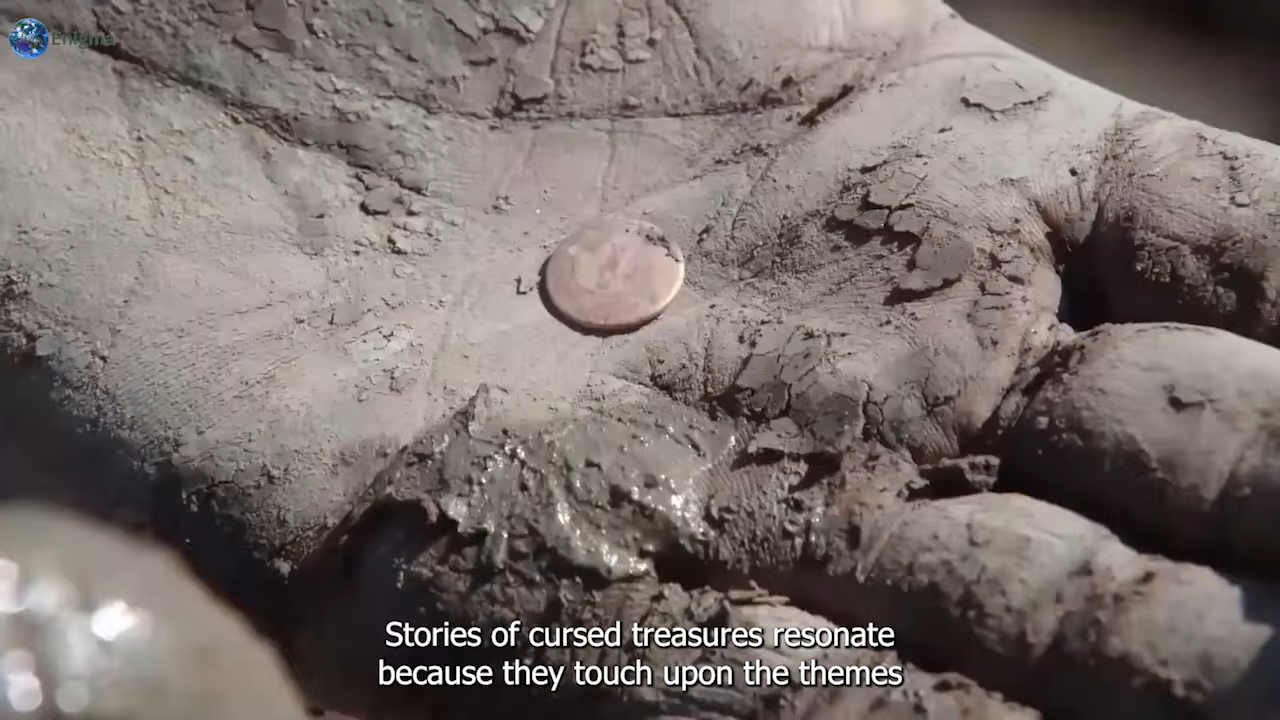 Enigma
Stories of cursed treasures resonate
because they touch upon the themes